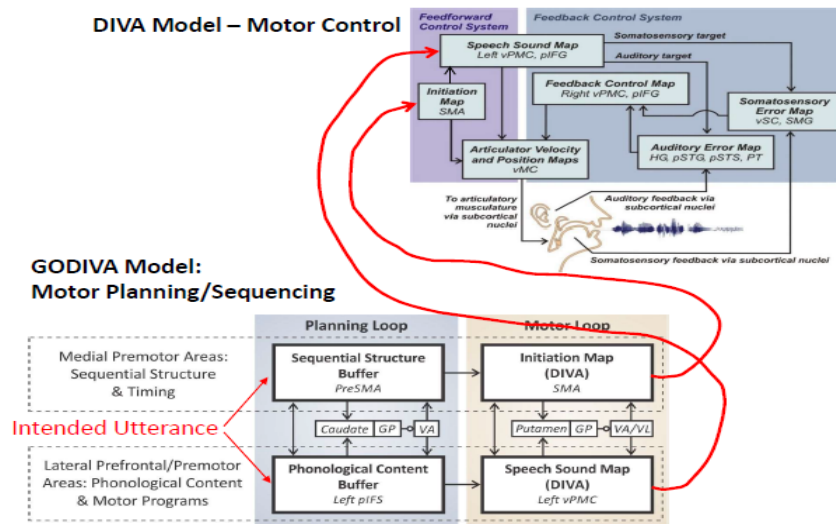 DIVA Model – Motor Control
Feedforward
Control System
Feedback Control System
Speech Sound Map
Left vPMC, pIFG
Somatosensory
target
Auditory target
Initiation
Map
SMA
Feedback Control Map
Right vPMC, pIFG
Somatosensory
Error Map
vSC, SMG
Articulator Velocity
and Position Maps
vMC
Auditory Error Map
HG, pSTG, pSTS, PT
To articulatory
musculature
via subcortical
nuclei
Auditory feedback via
subcortical nuclei
Somatosensory feedback via subcortical nuclei
GODIVA Model:
Motor Planning/Sequencing
Planning Loop
Motor Loop
Medial Premotor Areas:
Sequential Structure
& Timing
Sequential Structure
Buffer
PreSMA
Initiation Map
(DIVA)
SMA
Intended Utterance
Caudate
GP
VA
Putamen
GP
VA/VL
Lateral Prefrontal/Premotor
Areas: Phonological Content
& Motor Programs
Phonological Content
Buffer
Left pIFS
Speech Sound Map
(DIVA)
Left vPMC